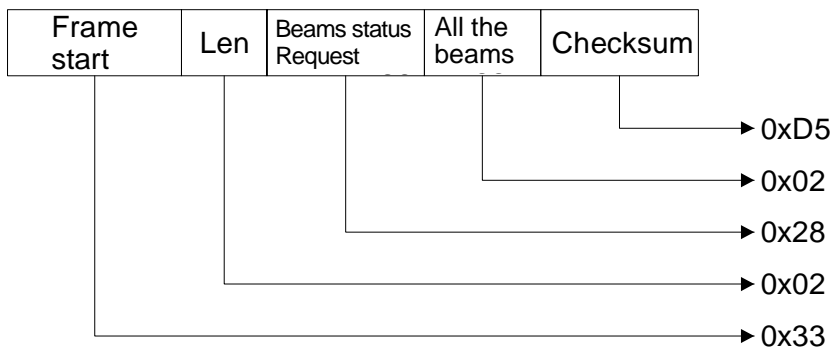 Frame
start
Len
Beams status
Request
All the
beams
Checksum
0xD5
0x02
0x28
0x02
0x33